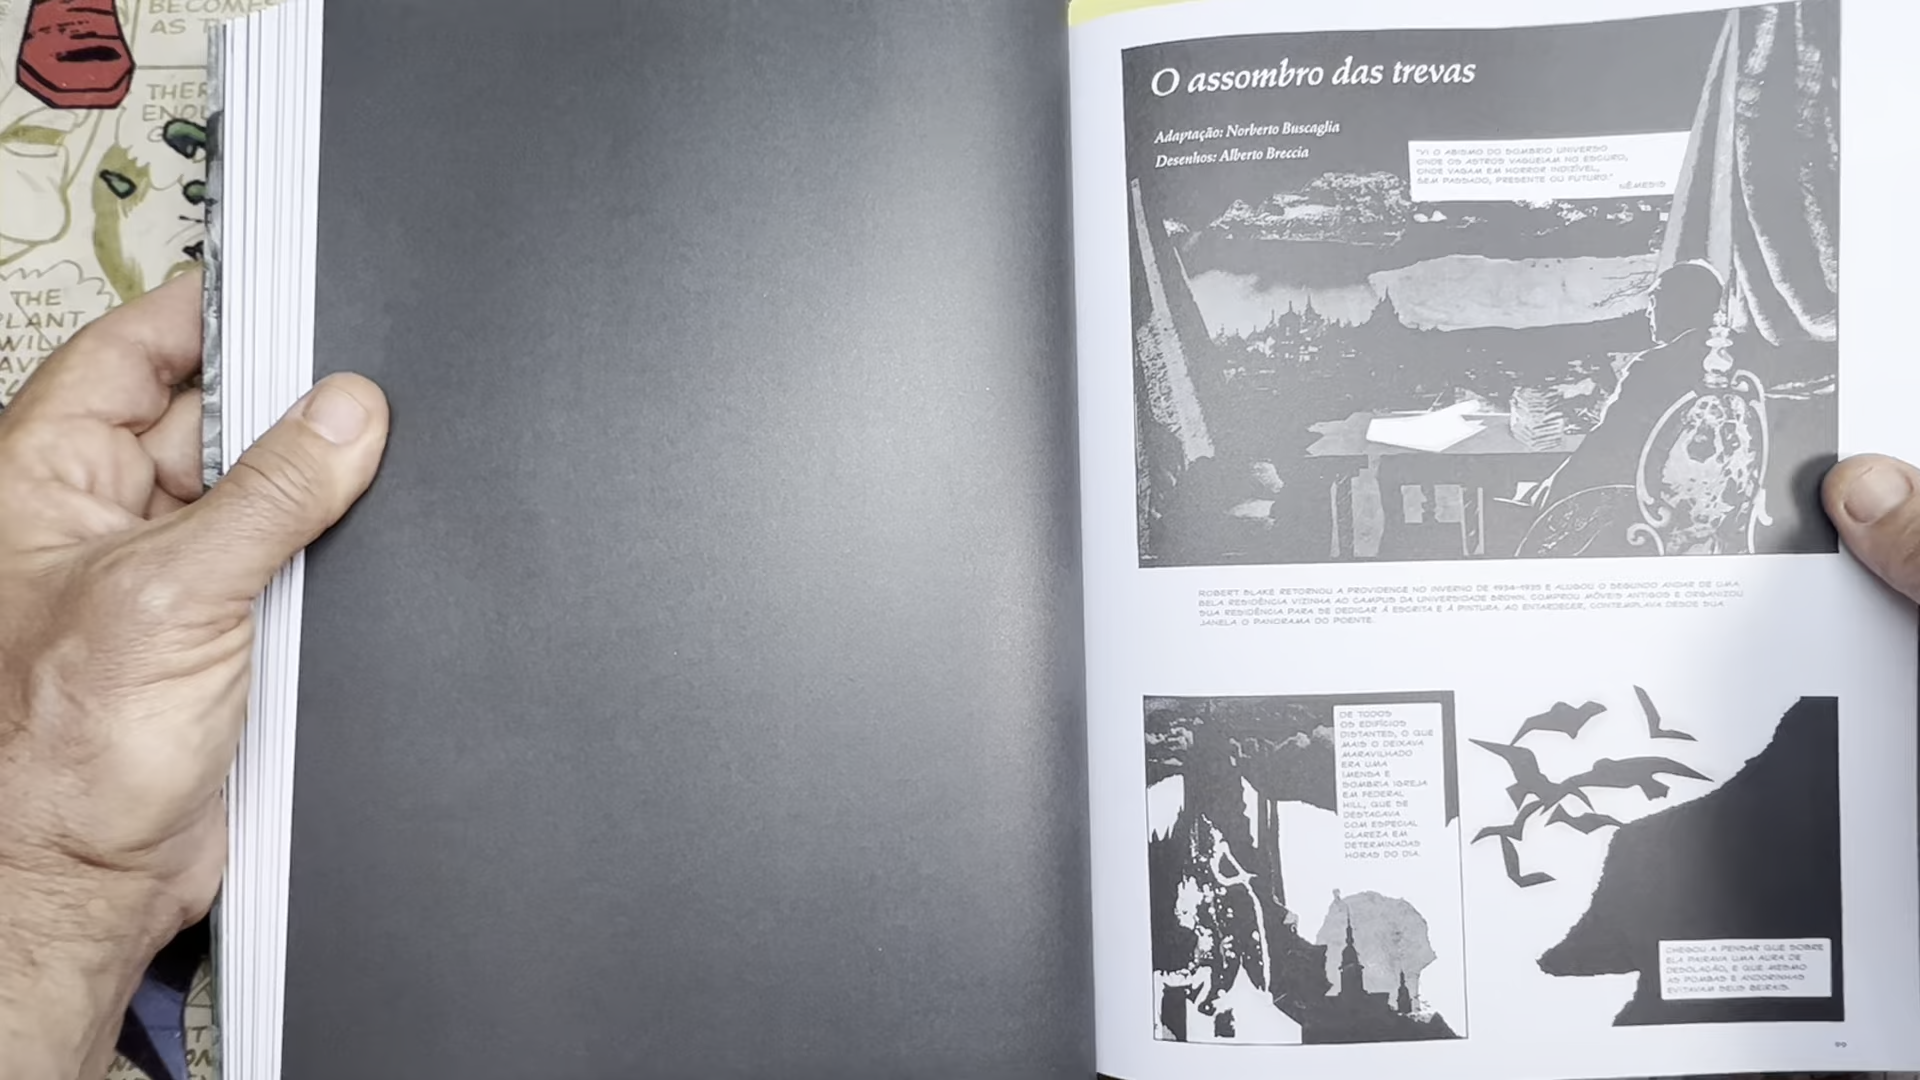 BECOMES
AS
THE
PLANT
WILL
O assombro das trevas
Adaptação: Norberto Buscaglia
Desenhos: Alberto Breccia
"VI O ABISMO DO SOMBRIO UNIVERSO
ONDE OS ASTROS VAGUEIAM NO ESCURO,
ONDE VAGAM EM HORROR INDIZÍVEL,
SEM PASSADO, PRESENTE OU FUTURO."
NÊMESIS
ROBERT BLAKE RETORNOU A PROVIDENCE NO INVERNO DE 1934-1935 E ALUGOU O SEGUNDO ANDAR DE UMA
BELA RESIDÊNCIA VIZINHA AO CAMPUS DA UNIVERSIDADE BROWN. COMPROU MÓVEIS ANTIGOS E ORGANIZOU
SUA RESIDÊNCIA PARA SE DEDICAR À ESCRITA E À PINTURA. AO ENTARDECER, CONTEMPLAVA DESDE SUA
JANELA O PANORAMA DO POENTE.
DE TODOS
OS EDIFÍCIOS
DISTANTES, O QUE
MAIS O DEIXAVA
MARAVILHADO
ERA UMA
IMENSA E
SOMBRIA IGREJA
EM FEDERAL
HILL, QUE SE
DESTACAVA
COM ESPECIAL
CLAREZA EM
DETERMINADAS
HORAS DO DIA.
CHEGOU A PENSAR QUE SOBRE
ELA PAIRAVA UMA AURA DE
DESOLAÇÃO, E QUE MESMO
AS POMBAS E ANDORINHAS
EVITAVAM SEUS BEIRAIS.